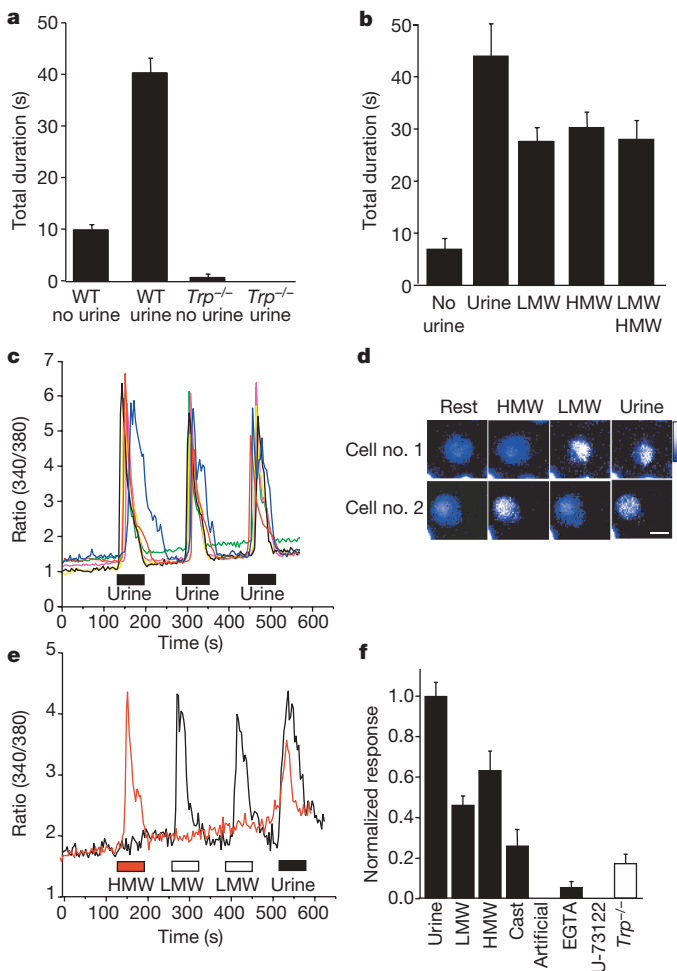 a
50
40
30
20
10
0
Total duration (s)
WT no urine
WT urine
Trp–/– no urine
Trp–/– urine
b
50
40
30
20
10
0
Total duration (s)
No urine
Urine
LMW
HMW
LMW HMW
c
7
6
5
4
3
2
1
0
Ratio (340/380)
Urine
Urine
Urine
0 100 200 300 400 500 600
Time (s)
d
Rest HMW LMW Urine
Cell no. 1
Cell no. 2
e
5
4
3
2
1
Ratio (340/380)
HMW LMW LMW Urine
0 100 200 300 400 500 600
Time (s)
f
1.0
0.8
0.6
0.4
0.2
0.0
Normalized response
Urine
LMW
HMW
Cast
Artificial
EGTA
U-73122
Trp–/–